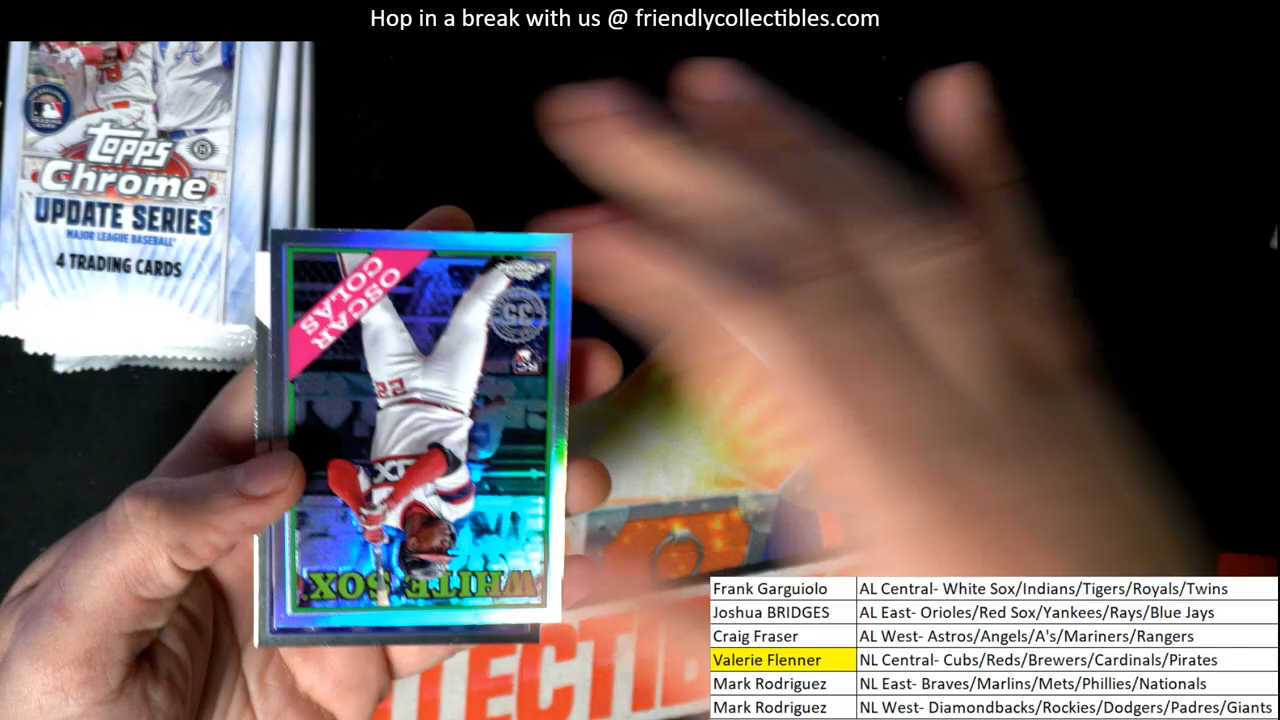 Hop in a break with us @ friendlycollectibles.com
Topps
Chrome
UPDATE SERIES
MAJOR LEAGUE BASEBALL
4 TRADING CARDS
OSCAR
COLAS
RC
22
WHITE SOX
Frank Garguiolo AL Central- White Sox/Indians/Tigers/Royals/Twins
Joshua BRIDGES AL East- Orioles/Red Sox/Yankees/Rays/Blue Jays
Craig Fraser AL West- Astros/Angels/A's/Mariners/Rangers
Valerie Flenner NL Central- Cubs/Reds/Brewers/Cardinals/Pirates
Mark Rodriguez NL East- Braves/Marlins/Mets/Phillies/Nationals
Mark Rodriguez NL West- Diamondbacks/Rockies/Dodgers/Padres/Giants